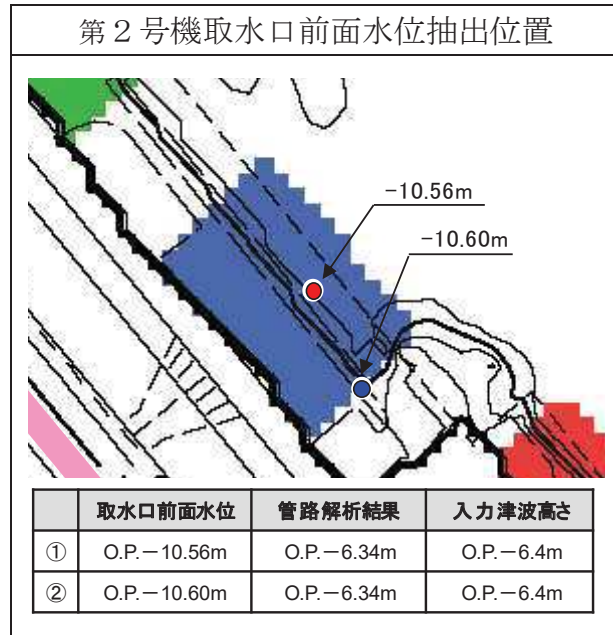 第２号機取水口前面水位抽出位置
-10.56m
-10.60m
取水口前面水位 管路解析結果 入力津波高さ
① O.P.－10.56m O.P.－6.34m O.P.－6.4m
② O.P.－10.60m O.P.－6.34m O.P.－6.4m